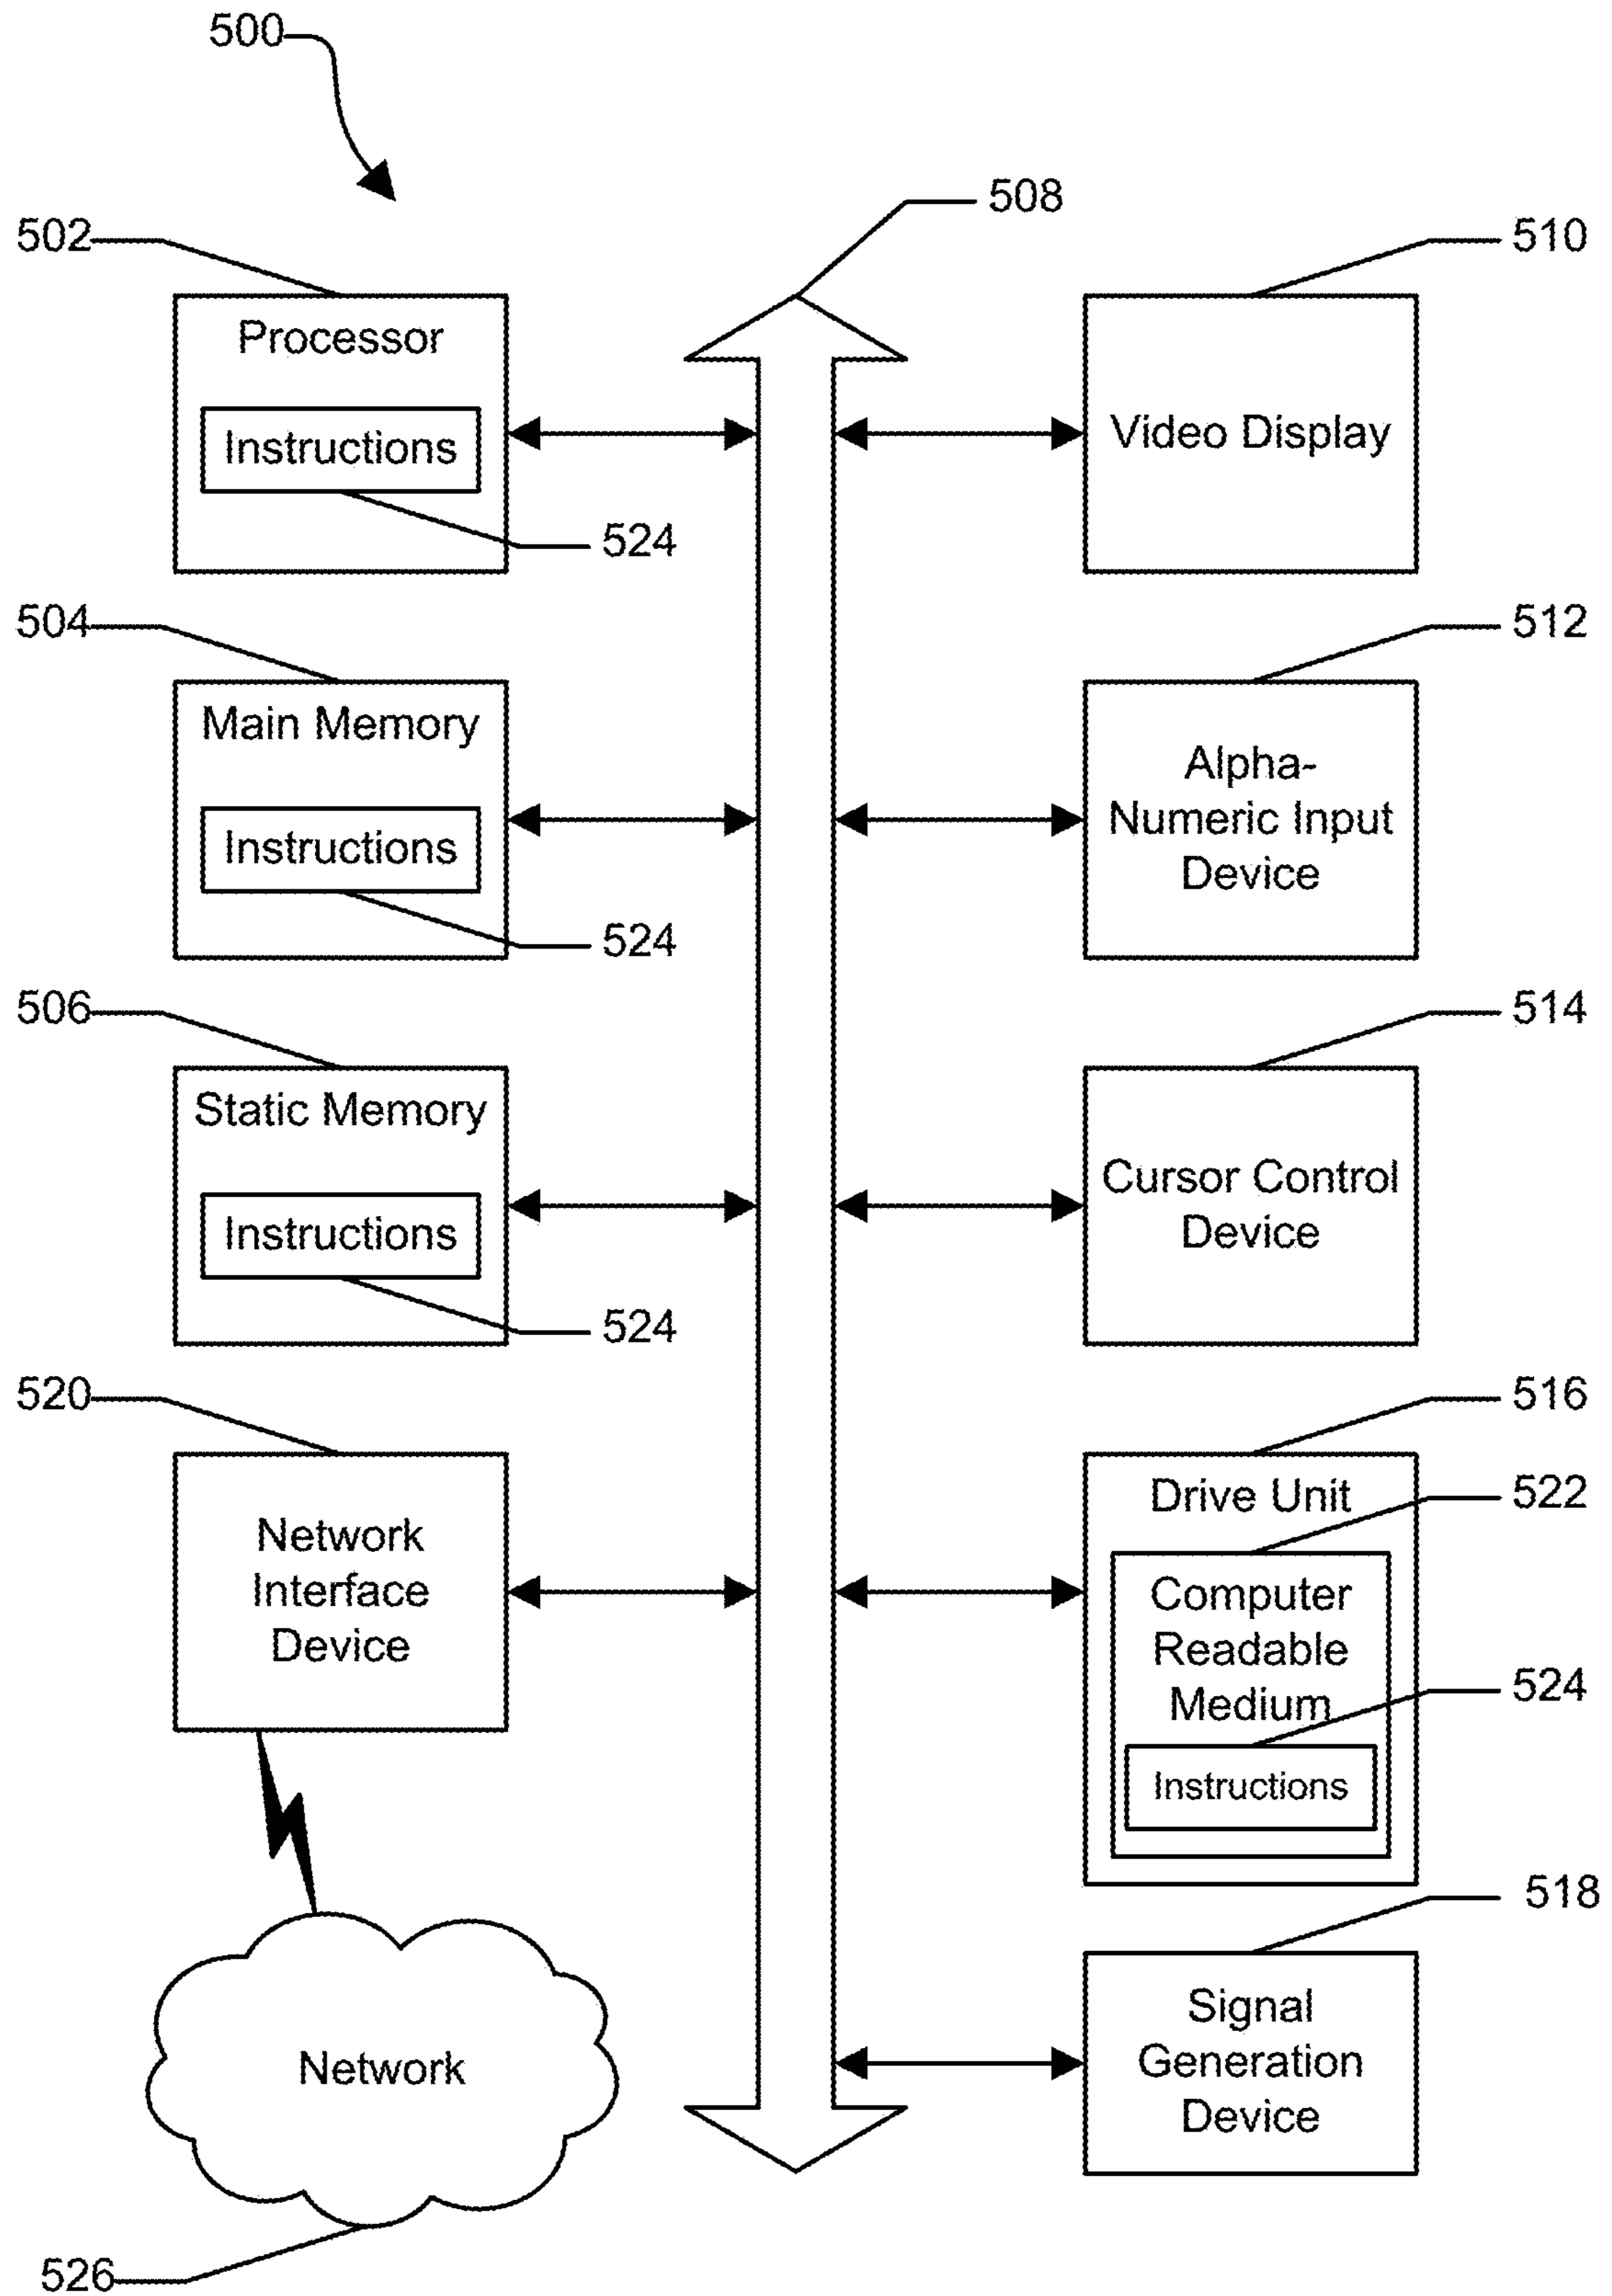 500
508
502
510
Processor
Instructions
Video Display
524
504
512
Main Memory
Instructions
Alpha-
Numeric Input
Device
524
506
514
Static Memory
Instructions
Cursor Control
Device
524
520
516
Network
Interface
Device
Drive Unit
522
Computer
Readable
Medium
524
Instructions
518
Signal
Generation
Device
Network
526